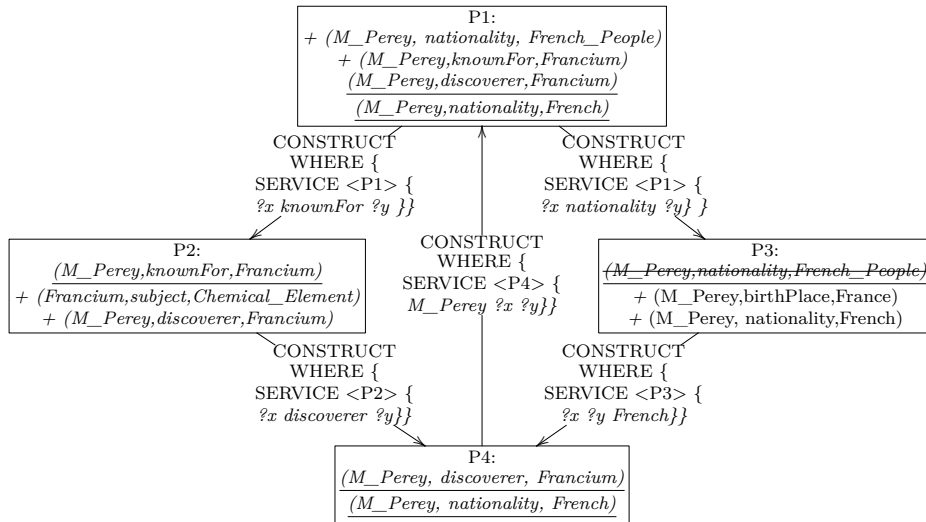 P1:
+ (M_Perey, nationality, French_People)
+ (M_Perey,knownFor,Francium)
(M_Perey,discoverer,Francium)
(M_Perey,nationality,French)
CONSTRUCT
WHERE {
SERVICE <P1> {
?x knownFor ?y }}
CONSTRUCT
WHERE {
SERVICE <P1> {
?x nationality ?y} }
P2:
(M_Perey,knownFor,Francium)
+ (Francium,subject,Chemical_Element)
+ (M_Perey,discoverer,Francium)
CONSTRUCT
WHERE {
SERVICE <P4> {
M_Perey ?x ?y}}
P3:
(M_Perey,nationality,French_People)
+ (M_Perey,birthPlace,France)
+ (M_Perey, nationality,French)
CONSTRUCT
WHERE {
SERVICE <P2> {
?x discoverer ?y}}
CONSTRUCT
WHERE {
SERVICE <P3> {
?x ?y French}}
P4:
(M_Perey, discoverer, Francium)
(M_Perey, nationality, French)